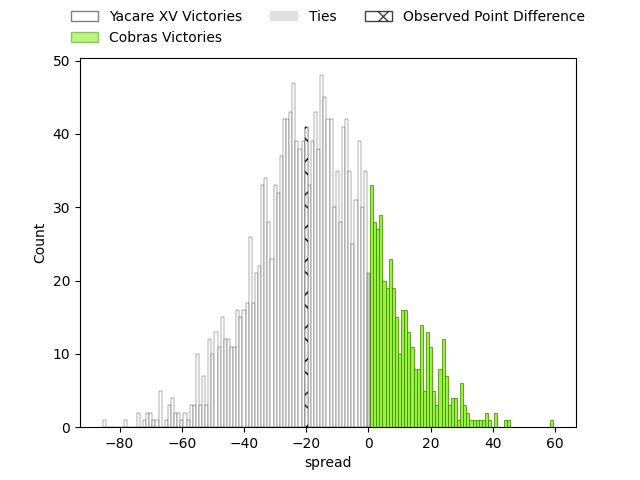 Yacare XV Victories Ties Observed Point Difference
Cobras Victories
50
40
30
20
10
0
Count
−80 −60 −40 −20 0 20 40 60
spread